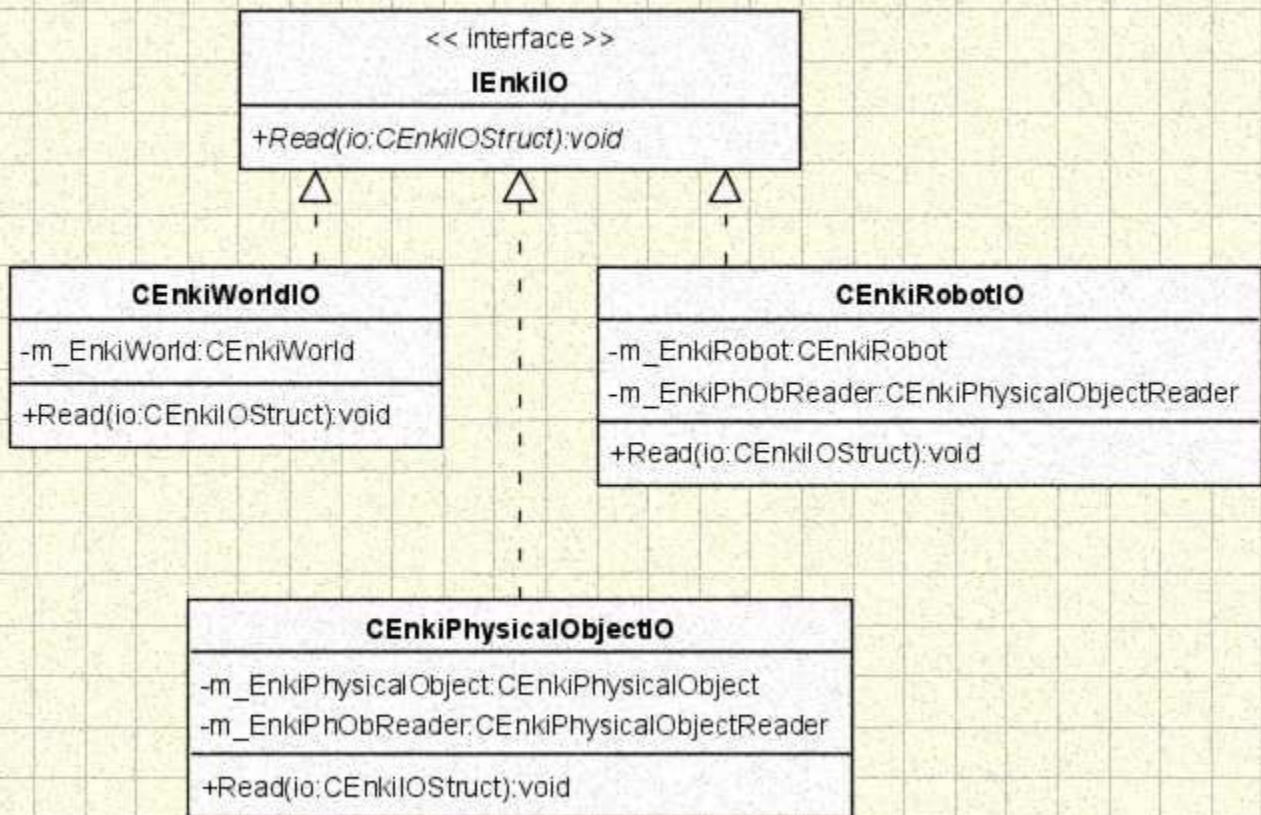 << interface >>
IEnkiIO
+Read(io:CEnkiIOStruct):void
CEnkiWorldIO
-m_EnkiWorld:CEnkiWorld
+Read(io:CEnkiIOStruct):void
CEnkiRobotIO
-m_EnkiRobot:CEnkiRobot
-m_EnkiPhObReader:CEnkiPhysicalObjectReader
+Read(io:CEnkiIOStruct):void
CEnkiPhysicalObjectIO
-m_EnkiPhysicalObject:CEnkiPhysicalObject
-m_EnkiPhObReader:CEnkiPhysicalObjectReader
+Read(io:CEnkiIOStruct):void